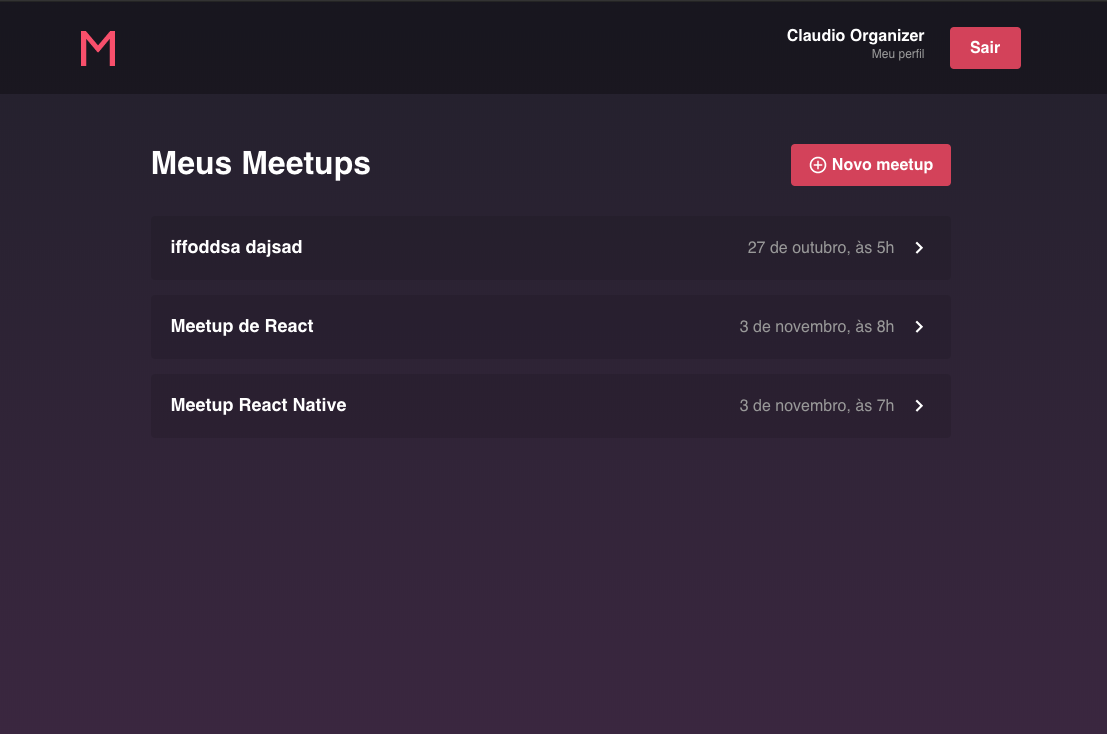 M
Claudio Organizer
Meu perfil
Sair
Meus Meetups
Novo meetup
iffoddsa dajsad
27 de outubro, às 5h
Meetup de React
3 de novembro, às 8h
Meetup React Native
3 de novembro, às 7h